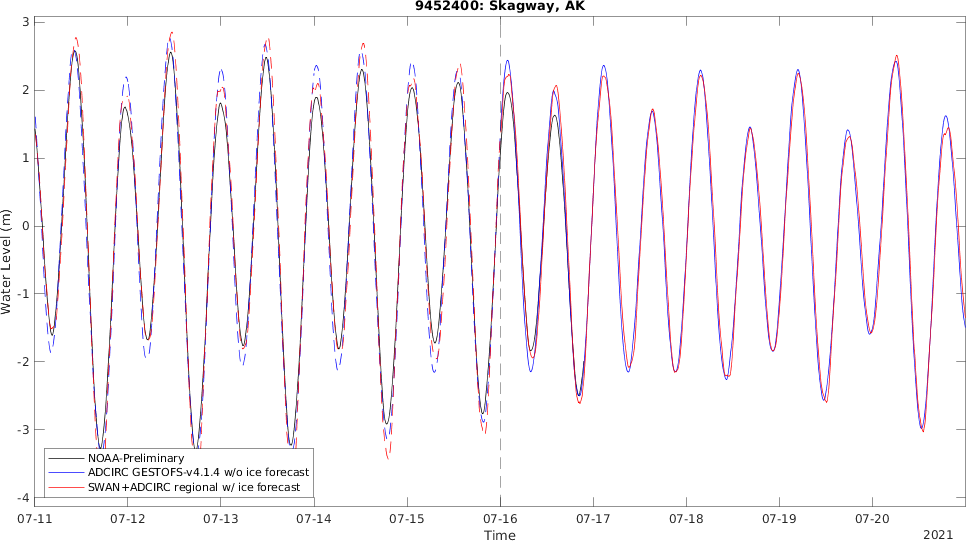 9452400: Skagway, AK
3
2
1
0
-1
-2
-3
-4
Water Level (m)
NOAA-Preliminary
ADCIRC GESTOFS-v4.1.4 w/o ice forecast
SWAN+ADCIRC regional w/ ice forecast
07-11 07-12 07-13 07-14 07-15 07-16 07-17 07-18 07-19 07-20
Time
2021